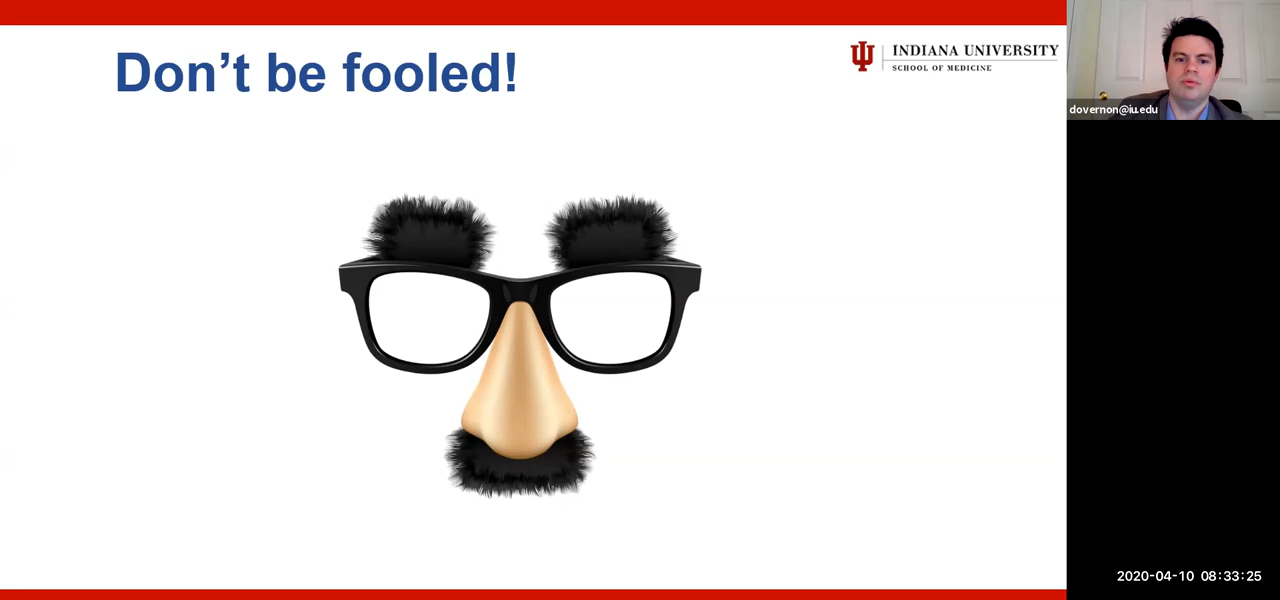 Don't be fooled!
INDIANA UNIVERSITY
SCHOOL OF MEDICINE
dovernon@iu.edu
2020-04-10 08:33:25